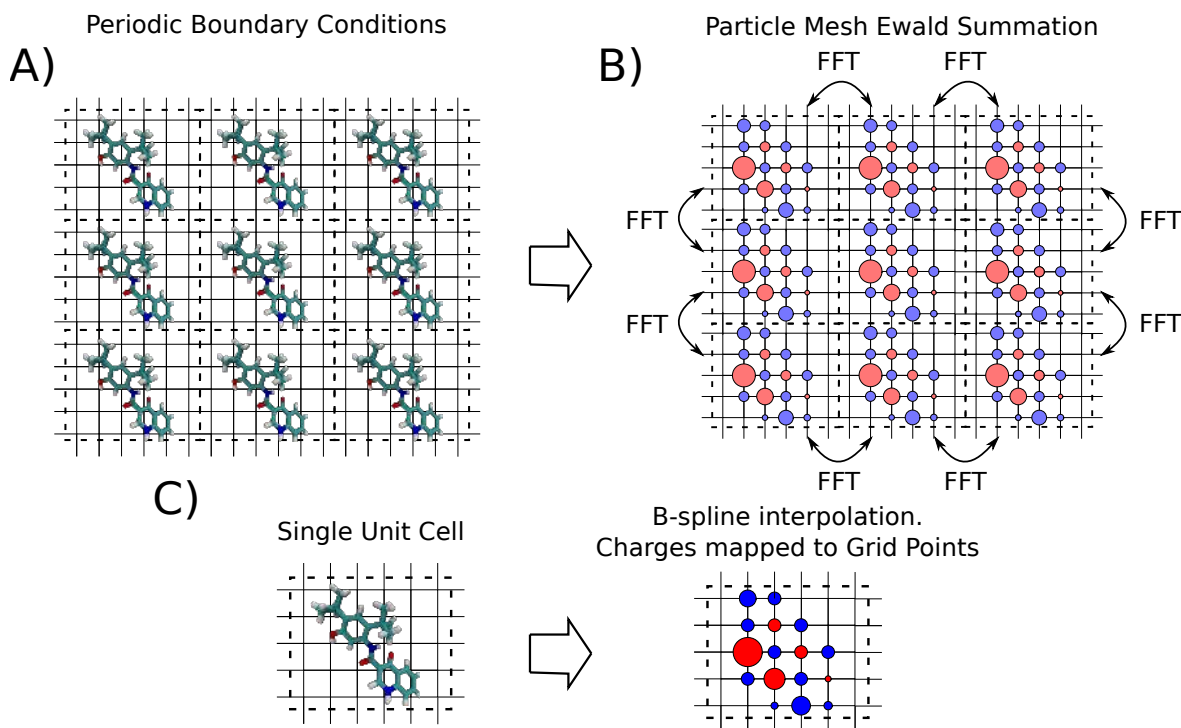 Periodic Boundary Conditions
Particle Mesh Ewald Summation
A)
B)
FFT
FFT
FFT
FFT
FFT
FFT
FFT
FFT
C)
Single Unit Cell
B-spline interpolation.
Charges mapped to Grid Points